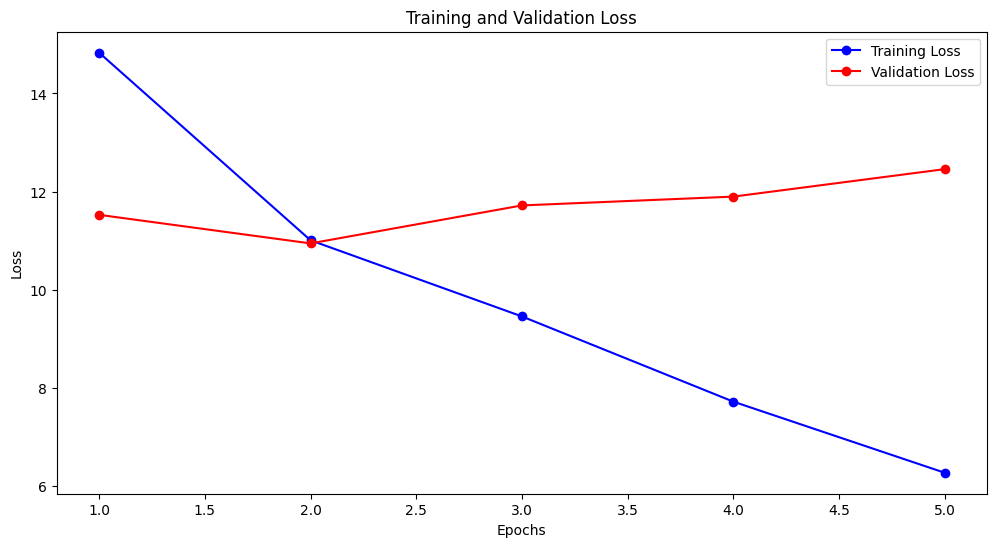 Training and Validation Loss
Training Loss
Validation Loss
14
12
10
8
6
Loss
1.0 1.5 2.0 2.5 3.0 3.5 4.0 4.5 5.0
Epochs